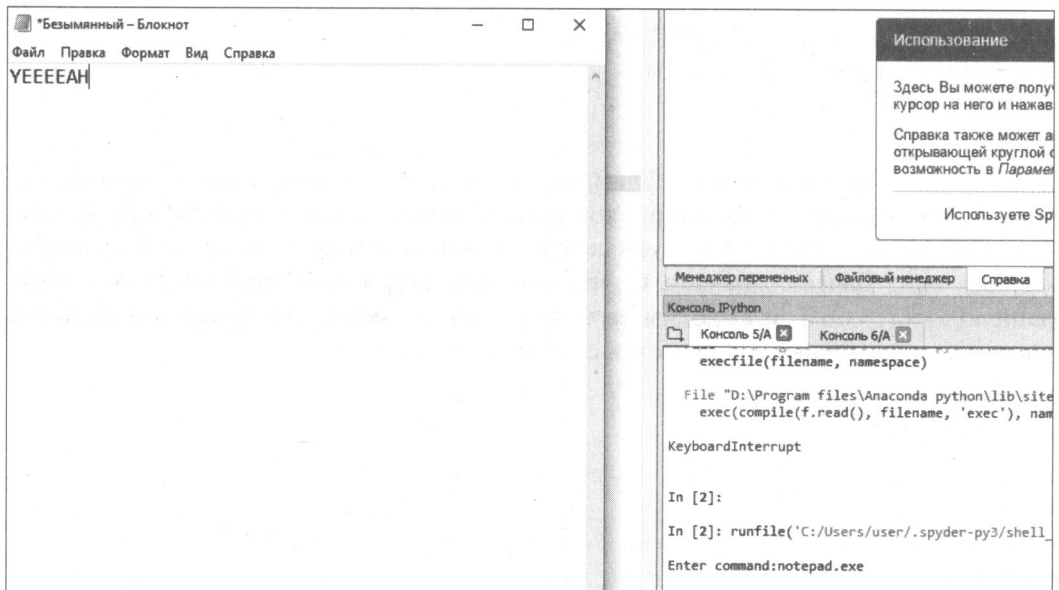 *Безымянный – Блокнот
Файл Правка Формат Вид Справка
YEEEEAH
Использование
Здесь Вы можете полу
курсор на него и нажав
Справка также может а
открывающей круглой
возможность в Параме
Используете Sp
Менеджер переменных Файловый менеджер Справка
Консоль IPython
Консоль 5/A Консоль 6/A
execfile(filename, namespace)
File "D:\Program files\Anaconda python\lib\site
exec(compile(f.read(), filename, 'exec'), nam
KeyboardInterrupt
In [2]:
In [2]: runfile('C:/Users/user/.spyder-py3/shell_
Enter command:notepad.exe